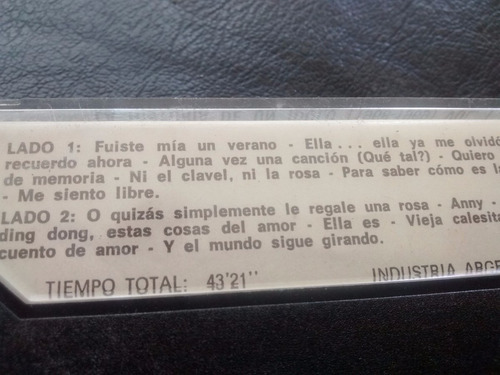 LADO 1: Fuiste mía un verano - Ella... ella ya me olvidó
recuerdo ahora - Alguna vez una canción (Qué tal?) - Quiero
de memoria - Ni el clavel, ni la rosa - Para saber cómo es la
- Me siento libre.
LADO 2: O quizás simplemente le regale una rosa - Anny -
ding dong, estas cosas del amor - Ella es - Vieja calesita
cuento de amor - Y el mundo sigue girando.
TIEMPO TOTAL: 43'21"
INDUSTRIA ARGE